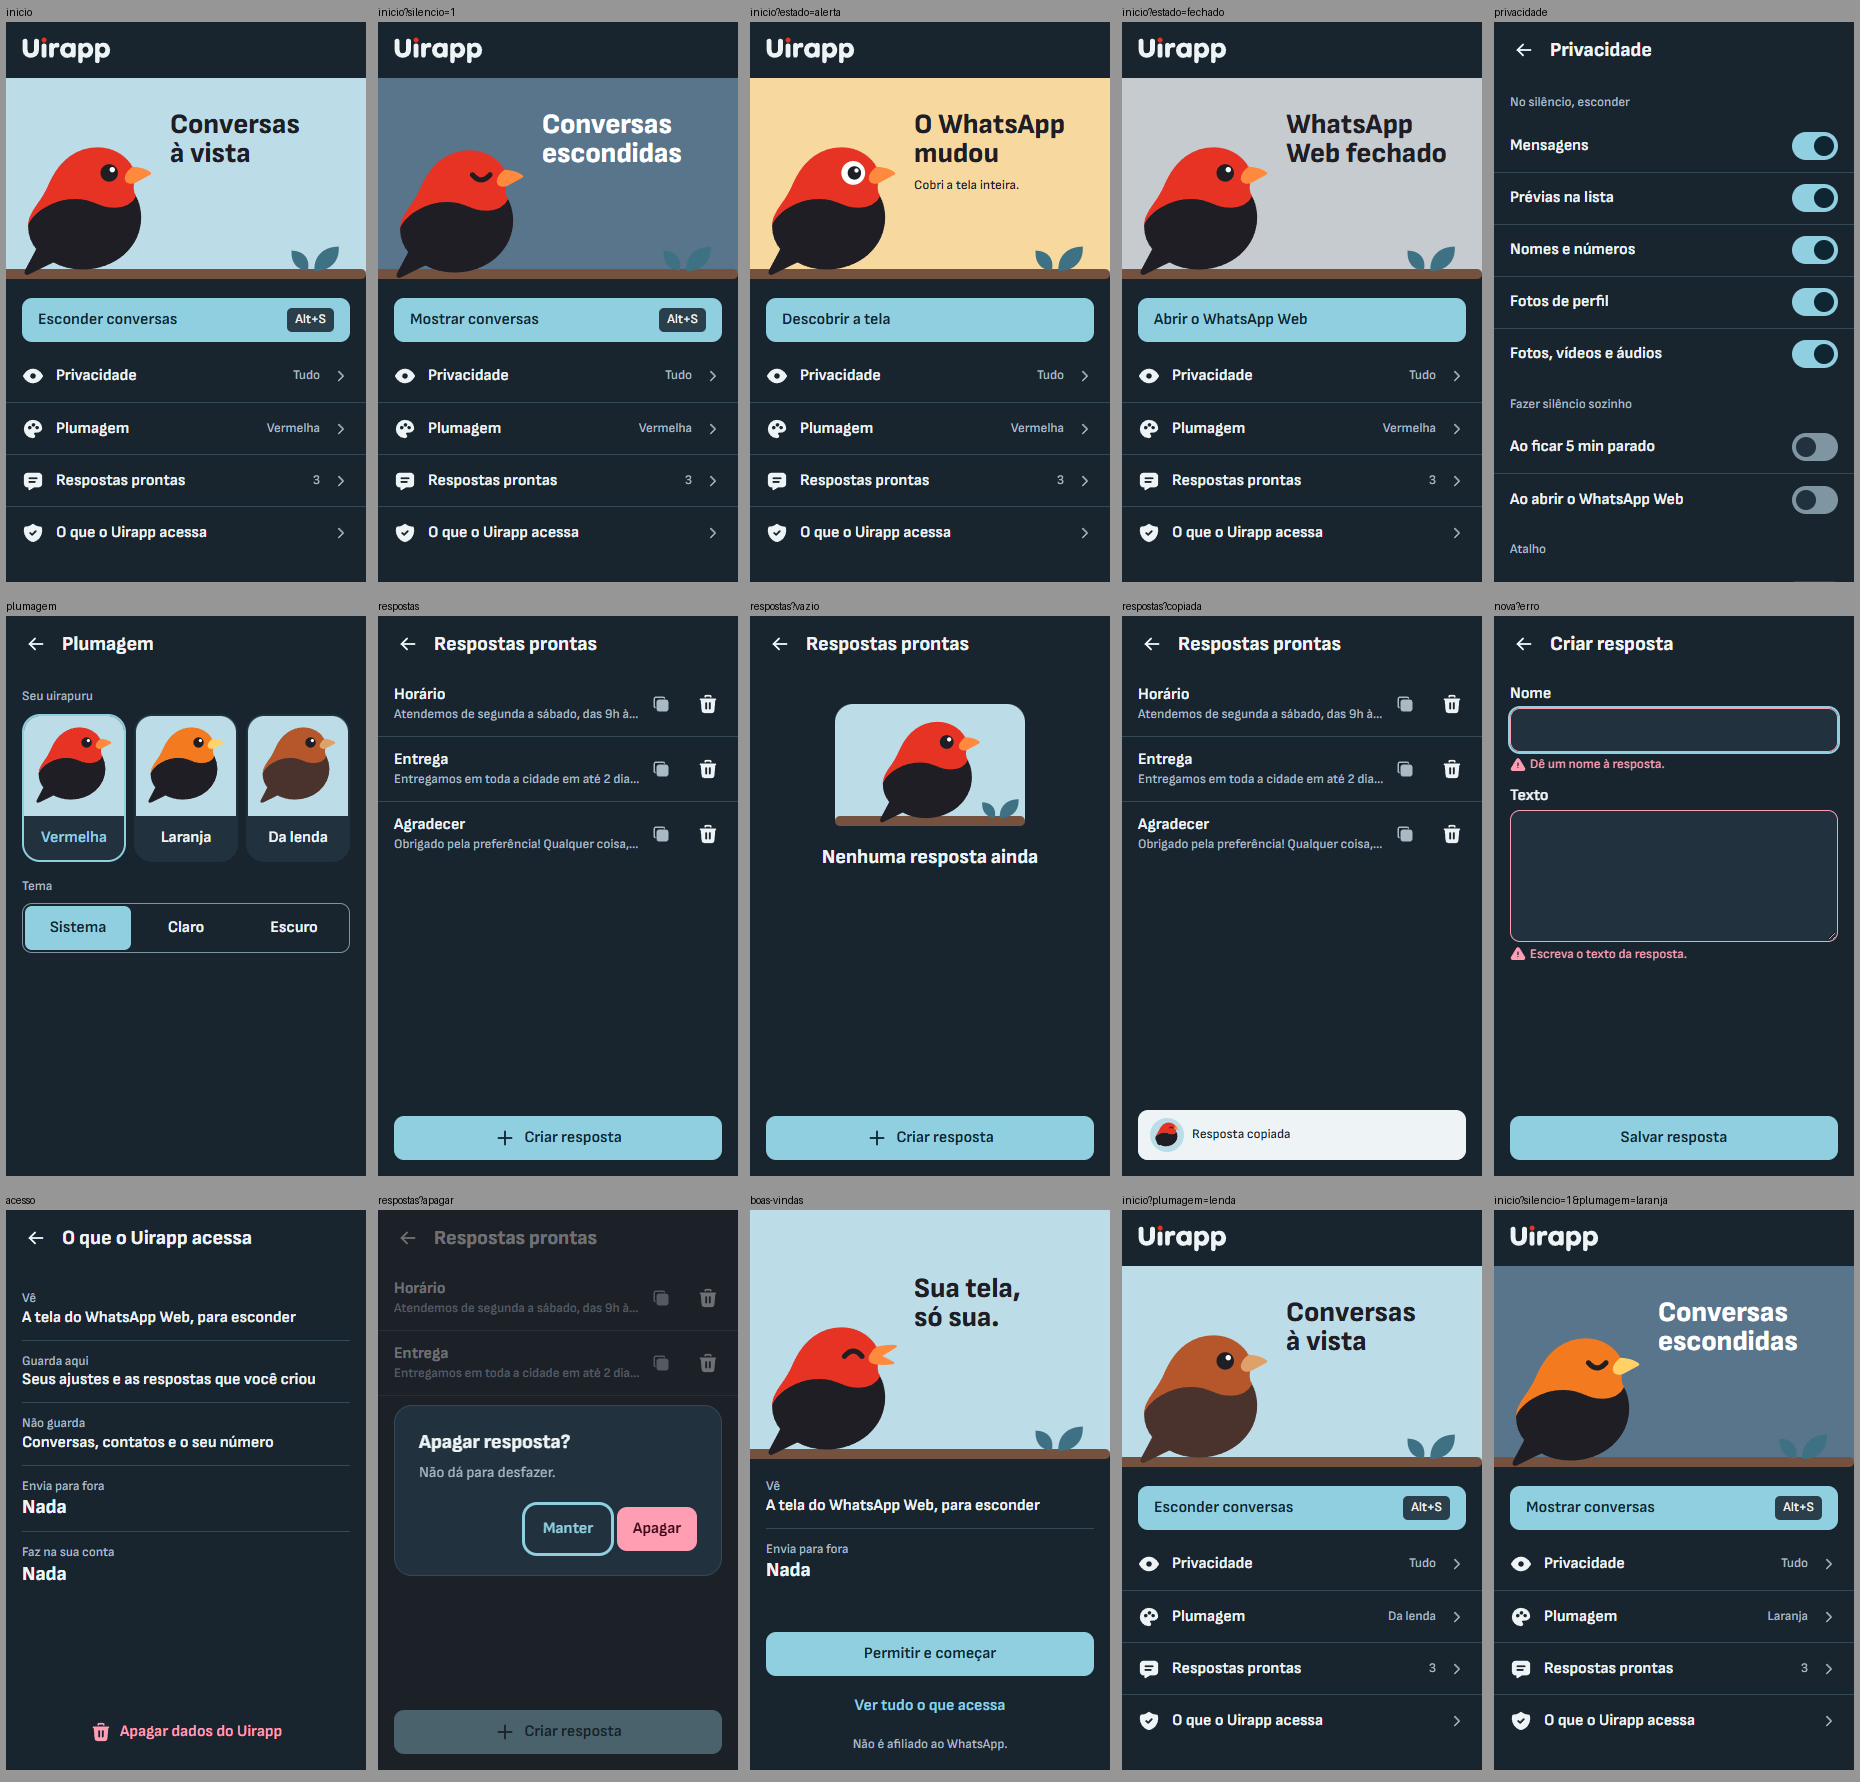 inicio
Uirapp
Conversas
à vista
Esconder conversas Alt+S
Privacidade Tudo
Plumagem Vermelha
Respostas prontas 3
O que o Uirapp acessa
inicio?silencio=1
Uirapp
Conversas
escondidas
Mostrar conversas Alt+S
Privacidade Tudo
Plumagem Vermelha
Respostas prontas 3
O que o Uirapp acessa
inicio?estado=alerta
Uirapp
O WhatsApp
mudou
Cobri a tela inteira.
Descobrir a tela
Privacidade Tudo
Plumagem Vermelha
Respostas prontas 3
O que o Uirapp acessa
inicio?estado=fechado
Uirapp
WhatsApp
Web fechado
Abrir o WhatsApp Web
Privacidade Tudo
Plumagem Vermelha
Respostas prontas 3
O que o Uirapp acessa
privacidade
Privacidade
No silêncio, esconder
Mensagens
Prévias na lista
Nomes e números
Fotos de perfil
Fotos, vídeos e áudios
Fazer silêncio sozinho
Ao ficar 5 min parado
Ao abrir o WhatsApp Web
Atalho
plumagem
Plumagem
Seu uirapuru
Vermelha Laranja Da lenda
Tema
Sistema Claro Escuro
respostas
Respostas prontas
Horário
Atendemos de segunda a sábado, das 9h à...
Entrega
Entregamos em toda a cidade em até 2 dia...
Agradecer
Obrigado pela preferência! Qualquer coisa,...
Criar resposta
respostas?vazio
Respostas prontas
Nenhuma resposta ainda
Criar resposta
respostas?copiada
Respostas prontas
Horário
Atendemos de segunda a sábado, das 9h à...
Entrega
Entregamos em toda a cidade em até 2 dia...
Agradecer
Obrigado pela preferência! Qualquer coisa,...
Resposta copiada
nova?erro
Criar resposta
Nome
Dê um nome à resposta.
Texto
Escreva o texto da resposta.
Salvar resposta
acesso
O que o Uirapp acessa
Vê
A tela do WhatsApp Web, para esconder
Guarda aqui
Seus ajustes e as respostas que você criou
Não guarda
Conversas, contatos e o seu número
Envia para fora
Nada
Faz na sua conta
Nada
Apagar dados do Uirapp
respostas?apagar
Respostas prontas
Horário
Atendemos de segunda a sábado, das 9h à...
Entrega
Entregamos em toda a cidade em até 2 dia...
Apagar resposta?
Não dá para desfazer.
Manter Apagar
Criar resposta
boas-vindas
Sua tela,
só sua.
Vê
A tela do WhatsApp Web, para esconder
Envia para fora
Nada
Permitir e começar
Ver tudo o que acessa
Não é afiliado ao WhatsApp.
inicio?plumagem=lenda
Uirapp
Conversas
à vista
Esconder conversas Alt+S
Privacidade Tudo
Plumagem Da lenda
Respostas prontas 3
O que o Uirapp acessa
inicio?silencio=1&plumagem=laranja
Uirapp
Conversas
escondidas
Mostrar conversas Alt+S
Privacidade Tudo
Plumagem Laranja
Respostas prontas 3
O que o Uirapp acessa